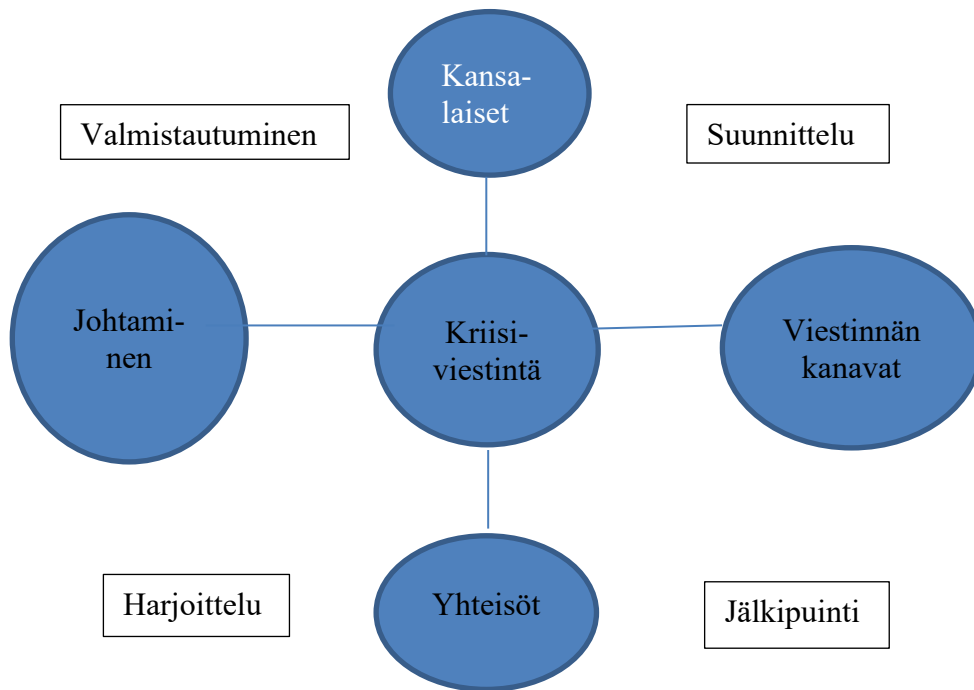 Kansa-
laiset
Valmistautuminen
Suunnittelu
Johtami-
nen
Kriisi-
viestintä
Viestinnän
kanavat
Harjoittelu
Yhteisöt
Jälkipuinti